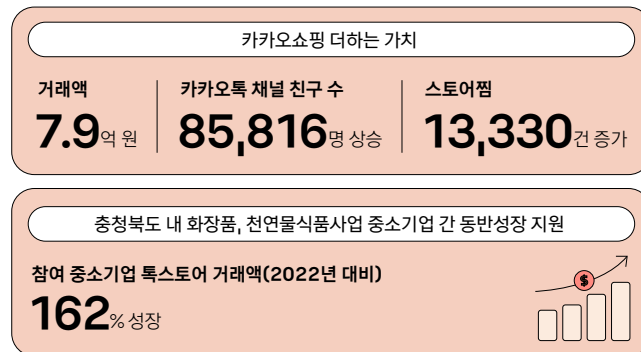 카카오쇼핑 더하는 가치
거래액 카카오톡 채널 친구 수 스토어찜
7.9억 원 85,816명 상승 13,330건 증가
충청북도 내 화장품, 천연물식품사업 중소기업 간 동반성장 지원
참여 중소기업 톡스토어 거래액(2022년 대비)
162% 성장
$